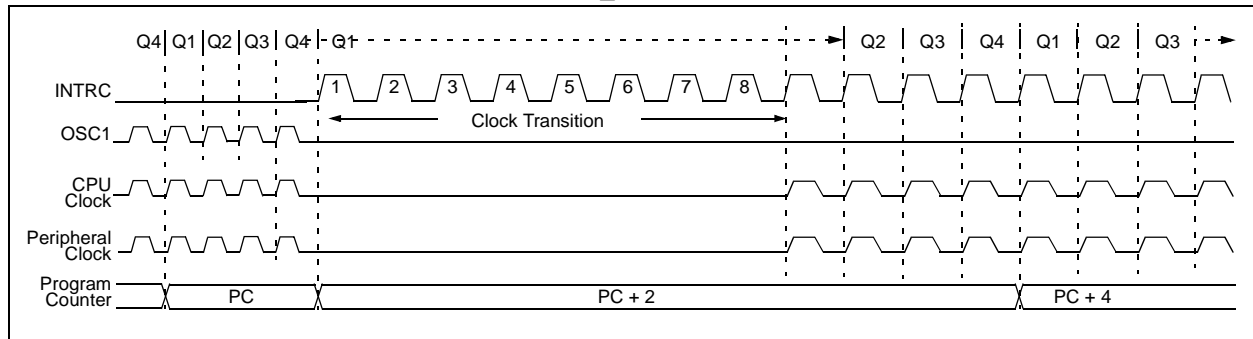 Q4 Q1 Q2 Q3 Q4 Q1 Q2 Q3 Q4 Q1 Q2 Q3
INTRC 1 2 3 4 5 6 7 8
Clock Transition
OSC1
CPU
Clock
Peripheral
Clock
Program
Counter PC PC + 2 PC + 4